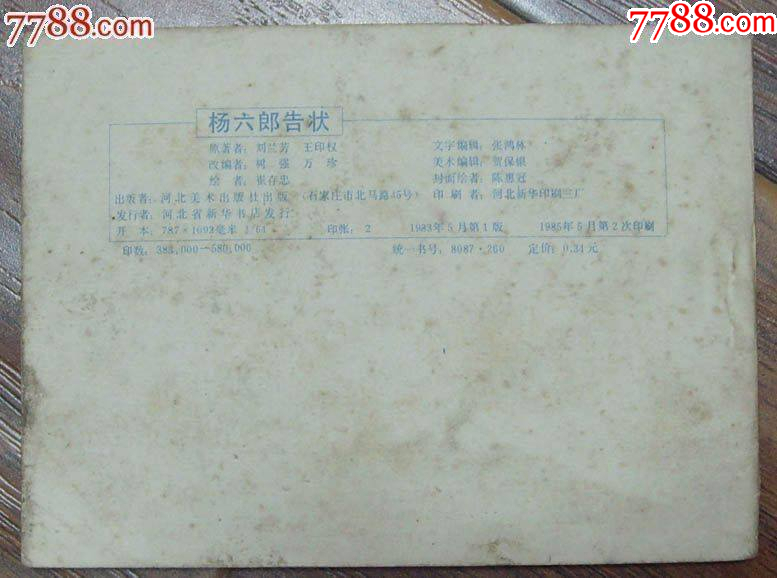 7788.com
7788.com
杨六郎告状
原著者：刘兰芳 王印权 文字编辑：张鸿林
改编者：树强 万珍 美术编辑：贺保银
绘者：张存忠 封面绘者：陈惠冠
出版者：河北美术出版社出版（石家庄市北马路45号）印刷者：河北新华印刷三厂
发行者：河北省新华书店发行
开本：787×1092毫米 1/64 印张：2 1983年5月第1版 1985年5月第2次印刷
印数：383,000—580,000 统一书号：8087·260 定价：0.34元